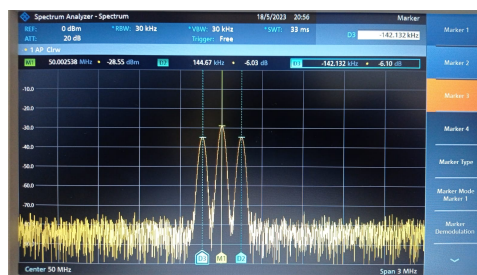 Spectrum Analyzer - Spectrum 18/5/2023 20:56 Marker
REF: 0 dBm *RBW: 30 kHz *VBW: 30 kHz *SWT: 33 ms
ATT: 20 dB Trigger: Free
D3 -142.132 kHz
1 AP Clrw
M1 50.002538 MHz • -28.55 dBm D2 144.67 kHz • -6.03 dB D3 -142.132 kHz • -6.10 dB
-10.0
-20.0
-30.0
-40.0
-50.0
-60.0
-70.0
D3 M1 D2
Center 50 MHz Span 3 MHz
Marker 1
Marker 2
Marker 3
Marker 4
Marker Type
Marker Mode
Marker 1
Marker
Demodulation